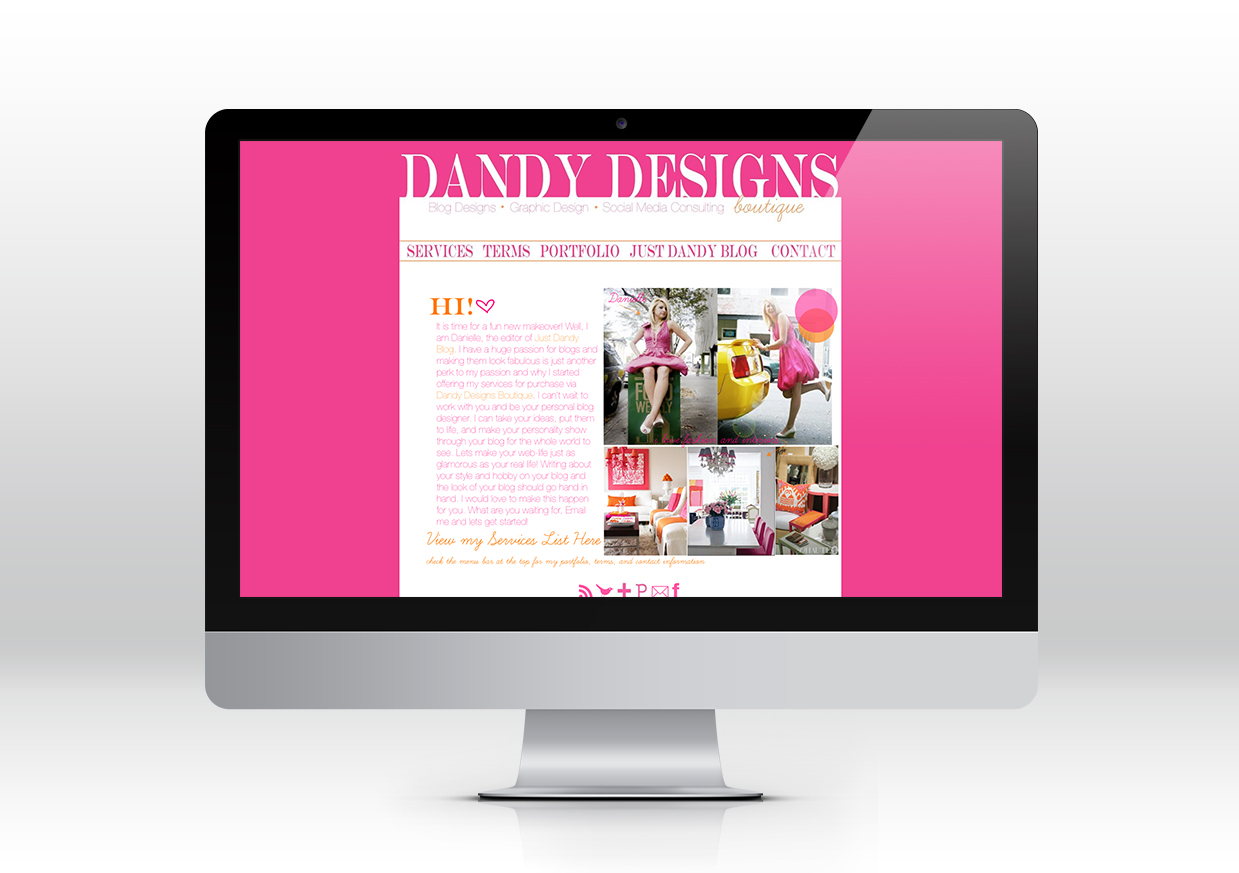 DANDY DESIGNS
Blog Designs • Graphic Design • Social Media Consulting boutique
SERVICES TERMS PORTFOLIO JUST DANDY BLOG CONTACT
HI!
It is time for a fun new makeover! Well, I
am Danielle, the editor of Just Dandy
Blog. I have a huge passion for blogs and
making them look fabulous is just another
perk to my passion and why I started
offering my services for purchase via
Dandy Designs Boutique. I can't wait to
work with you and be your personal blog
designer. I can take your ideas, put them
to life, and make your personality show
through your blog for the whole world to
see. Lets make your web-life just as
glamorous as your real life! Writing about
your style and hobby on your blog and
the look of your blog should go hand in
hand. I would love to make this happen
for you. What are you waiting for, Email
me and lets get started!
Danielle
WEEKLY
View my Services List Here
check the menu bar at the top for my portfolio, terms, and contact information